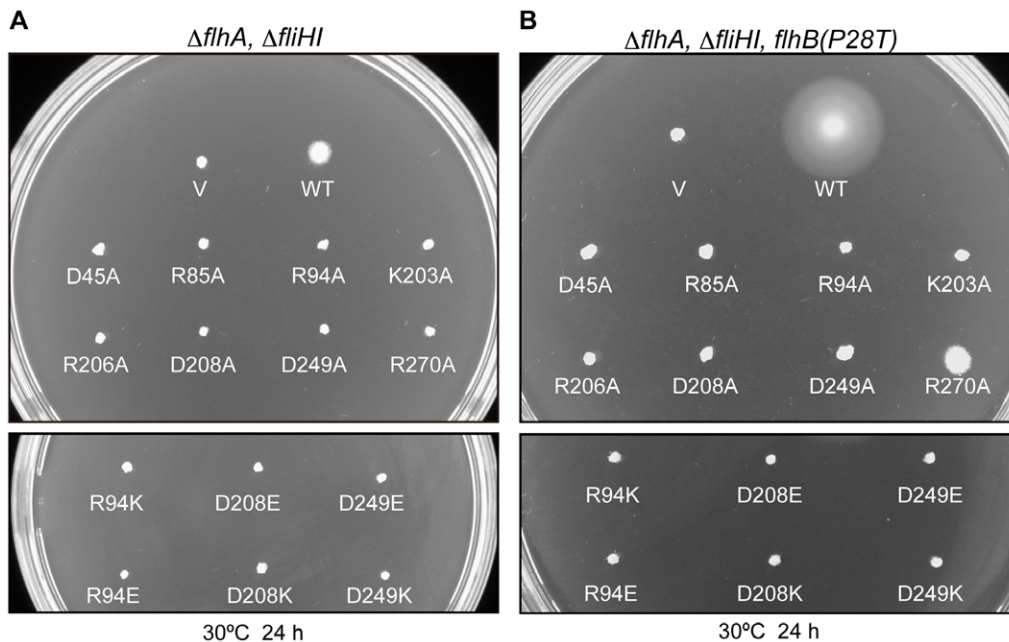 A
ΔflhA, ΔfliHI
V WT
D45A R85A R94A K203A
R206A D208A D249A R270A
R94K D208E D249E
R94E D208K D249K
30ºC 24 h
B
ΔflhA, ΔfliHI, flhB(P28T)
V WT
D45A R85A R94A K203A
R206A D208A D249A R270A
R94K D208E D249E
R94E D208K D249K
30ºC 24 h